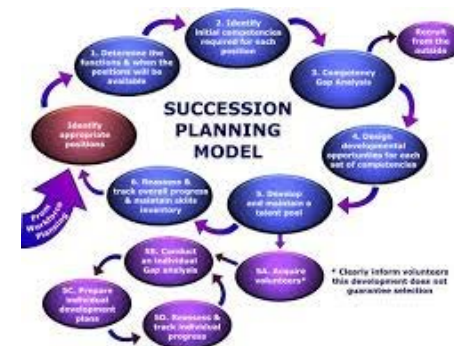 SUCCESSION
PLANNING
MODEL
From
Workforce
Planning
Identify
appropriate
positions
1. Determine the
functions & when the
positions will be
available
2. Identify
initial competencies
required for each
position
3. Competency
Gap Analysis
Recruit
from the
outside
4. Design
developmental
opportunities for each
set of competencies
5. Develop
and maintain a
talent pool
6. Reassess &
track overall progress
& maintain skills
inventory
5A. Acquire
volunteers*
5B. Conduct
an individual
Gap analysis
5C. Prepare
individual
development
plans
5D. Reassess &
track individual
progress
* Clearly inform volunteers
this development does not
guarantee selection